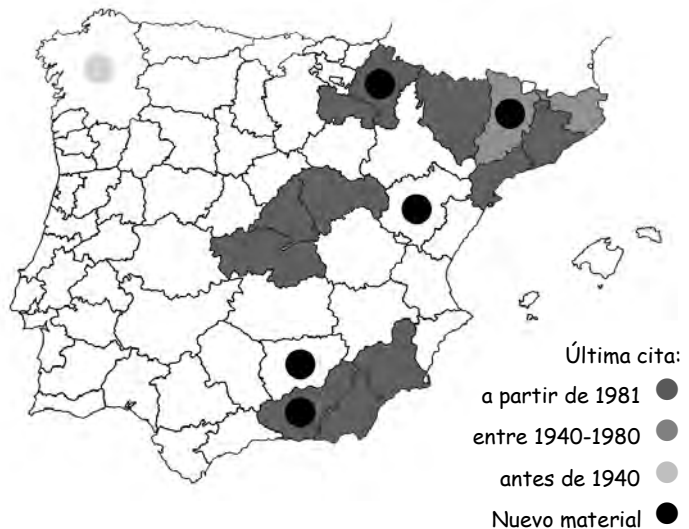 Última cita:
a partir de 1981
entre 1940-1980
antes de 1940
Nuevo material